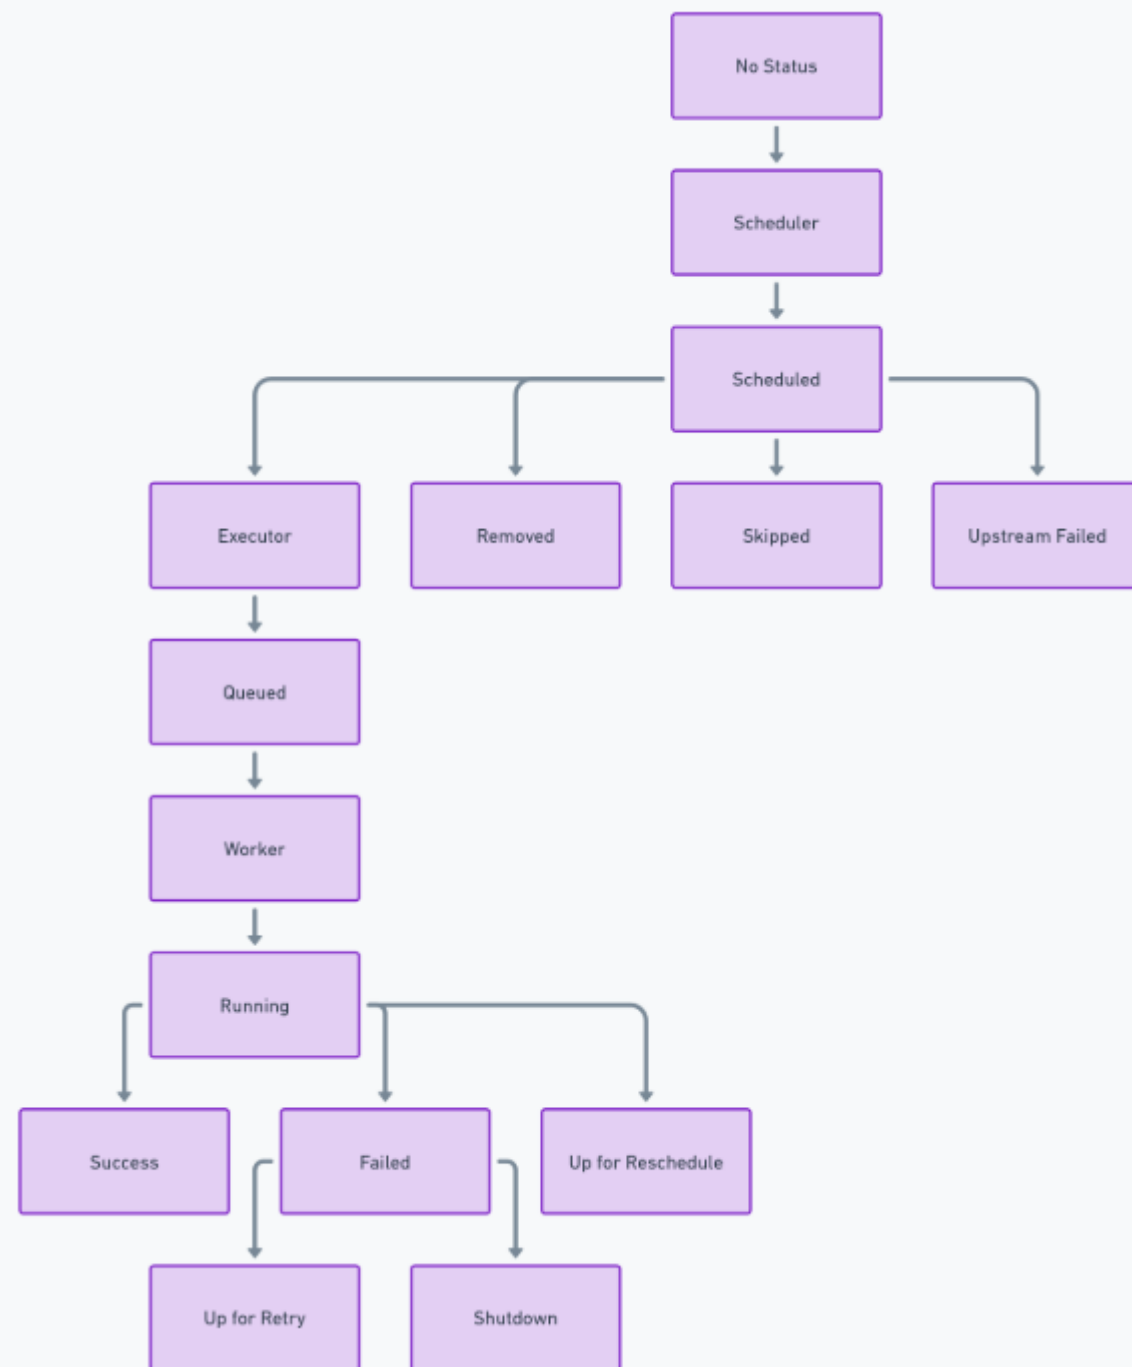 No Status
Scheduler
Scheduled
Executor
Removed
Skipped
Upstream Failed
Queued
Worker
Running
Success
Failed
Up for Reschedule
Up for Retry
Shutdown